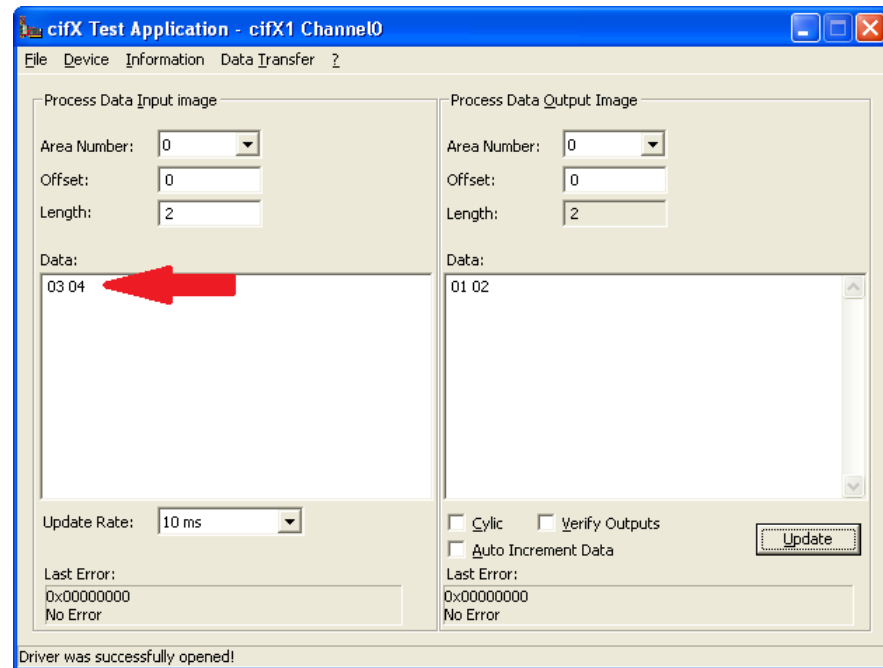 cifX Test Application - cifX1 Channel0
File Device Information Data Transfer ?
Process Data Input image
Area Number: 0
Offset: 0
Length: 2
Data:
03 04
Update Rate: 10 ms
Last Error:
0x00000000
No Error
Process Data Output Image
Area Number: 0
Offset: 0
Length: 2
Data:
01 02
Cylic Verify Outputs
Auto Increment Data
Update
Last Error:
0x00000000
No Error
Driver was successfully opened!